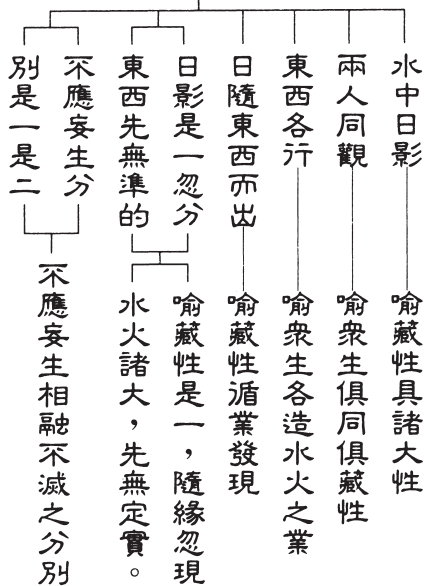 水中日影
喻藏性具諸大性
兩人同觀
喻衆生俱同俱藏性
東西各行
喻衆生各造水火之業
日隨東西而出
喻藏性循業發現
日影是一忽分
東西先無準的
喻藏性是一，隨緣忽現
水火諸大，先無定實。
不應妄生分
別是一是二
不應妄生相融不滅之分別